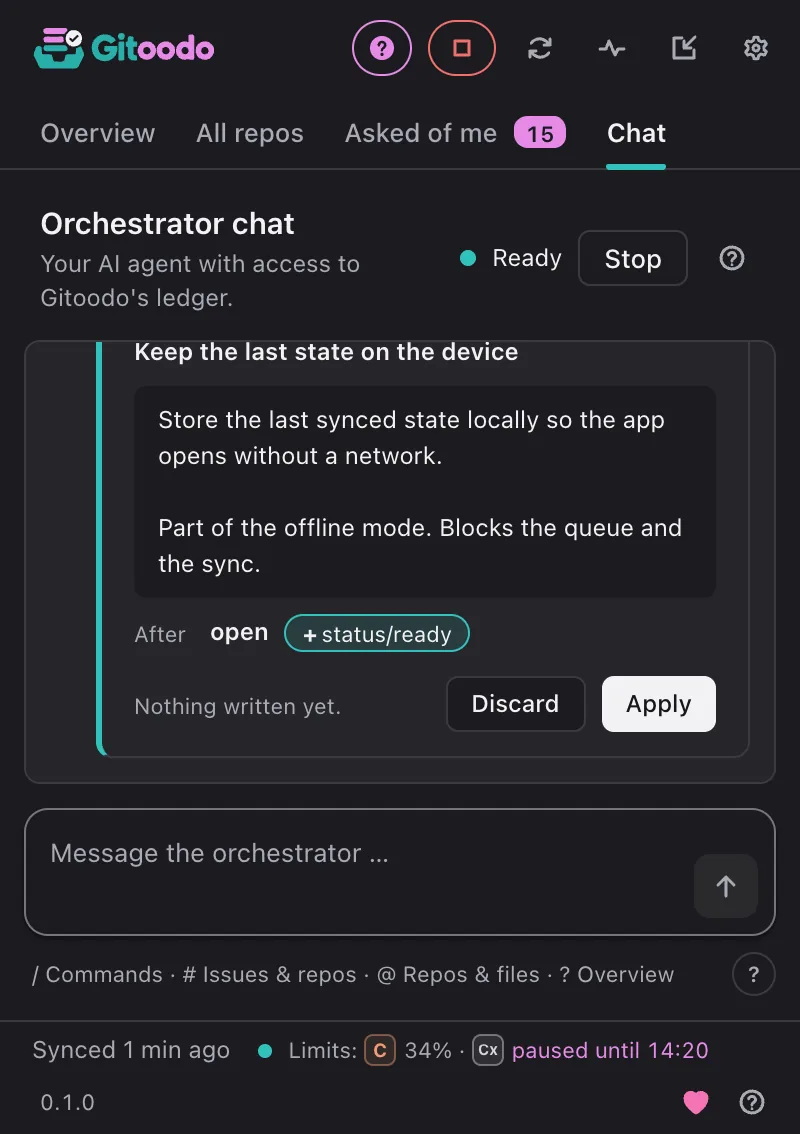 Gitoodo
?
Overview All repos Asked of me 15 Chat
Orchestrator chat
Your AI agent with access to
Gitoodo's ledger.
Ready Stop ?
Keep the last state on the device
Store the last synced state locally so the app
opens without a network.
Part of the offline mode. Blocks the queue and
the sync.
After open + status/ready
Nothing written yet. Discard Apply
Message the orchestrator ...
/ Commands · # Issues & repos · @ Repos & files · ? Overview ?
Synced 1 min ago Limits: C 34% · Cx paused until 14:20
0.1.0 ?